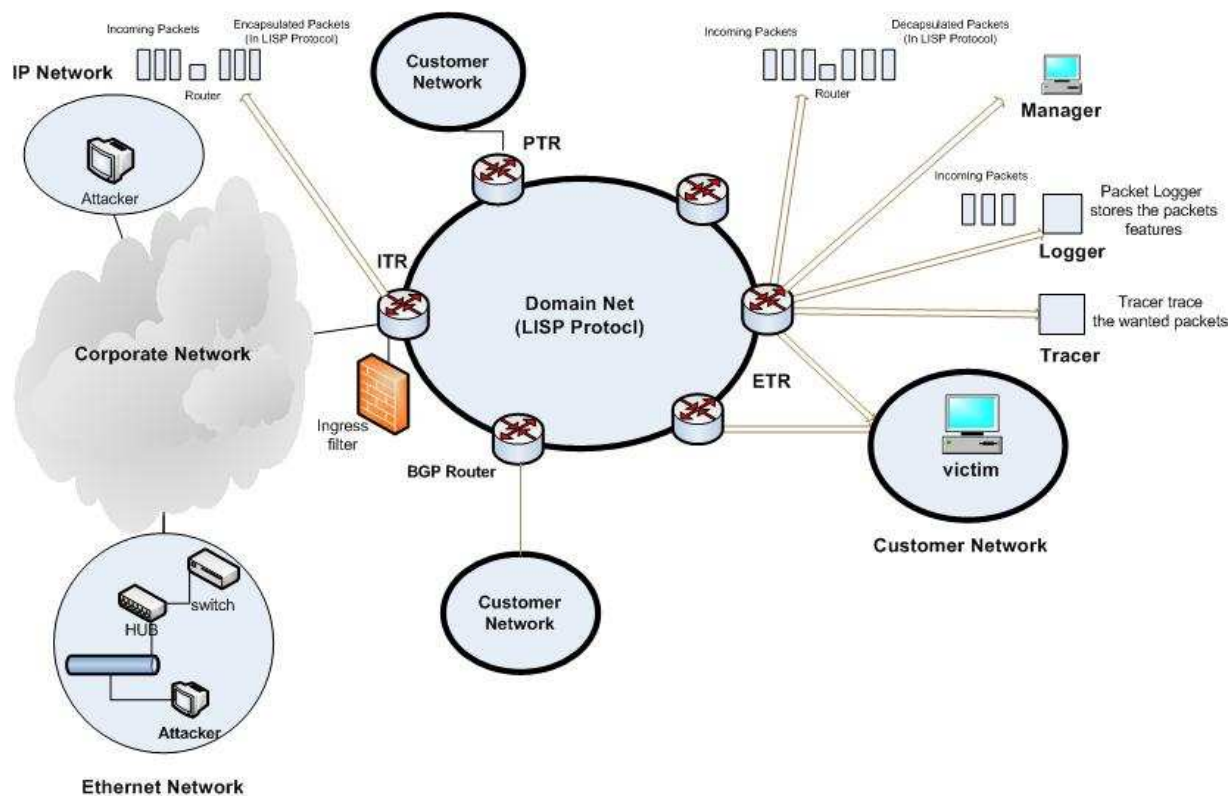 Incoming Packets
Encapsulated Packets
(In LISP Protocol)
Router
IP Network
Attacker
Customer
Network
PTR
Incoming Packets
Decapsulated Packets
(In LISP Protocol)
Router
Manager
Incoming Packets
Packet Logger
stores the packets
features
Logger
Tracer trace
the wanted packets
Tracer
ITR
Domain Net
(LISP Protocl)
Corporate Network
Ingress
filter
ETR
BGP Router
victim
Customer Network
Customer
Network
switch
HUB
Attacker
Ethernet Network